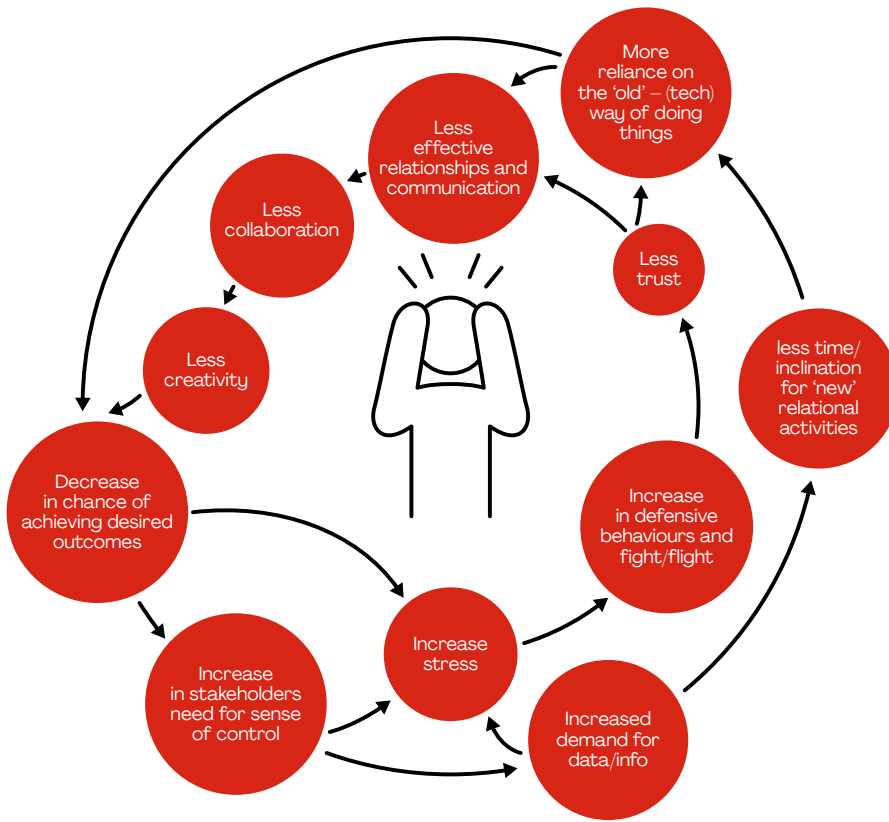 More
reliance on
the ‘old’ – (tech)
way of doing
things
Less
effective
relationships and
communication
Less
collaboration
Less
trust
Less
creativity
less time/
inclination
for ‘new’
relational
activities
Decrease
in chance of
achieving desired
outcomes
Increase
in defensive
behaviours and
fight/flight
Increase
stress
Increase
in stakeholders
need for sense
of control
Increased
demand for
data/info